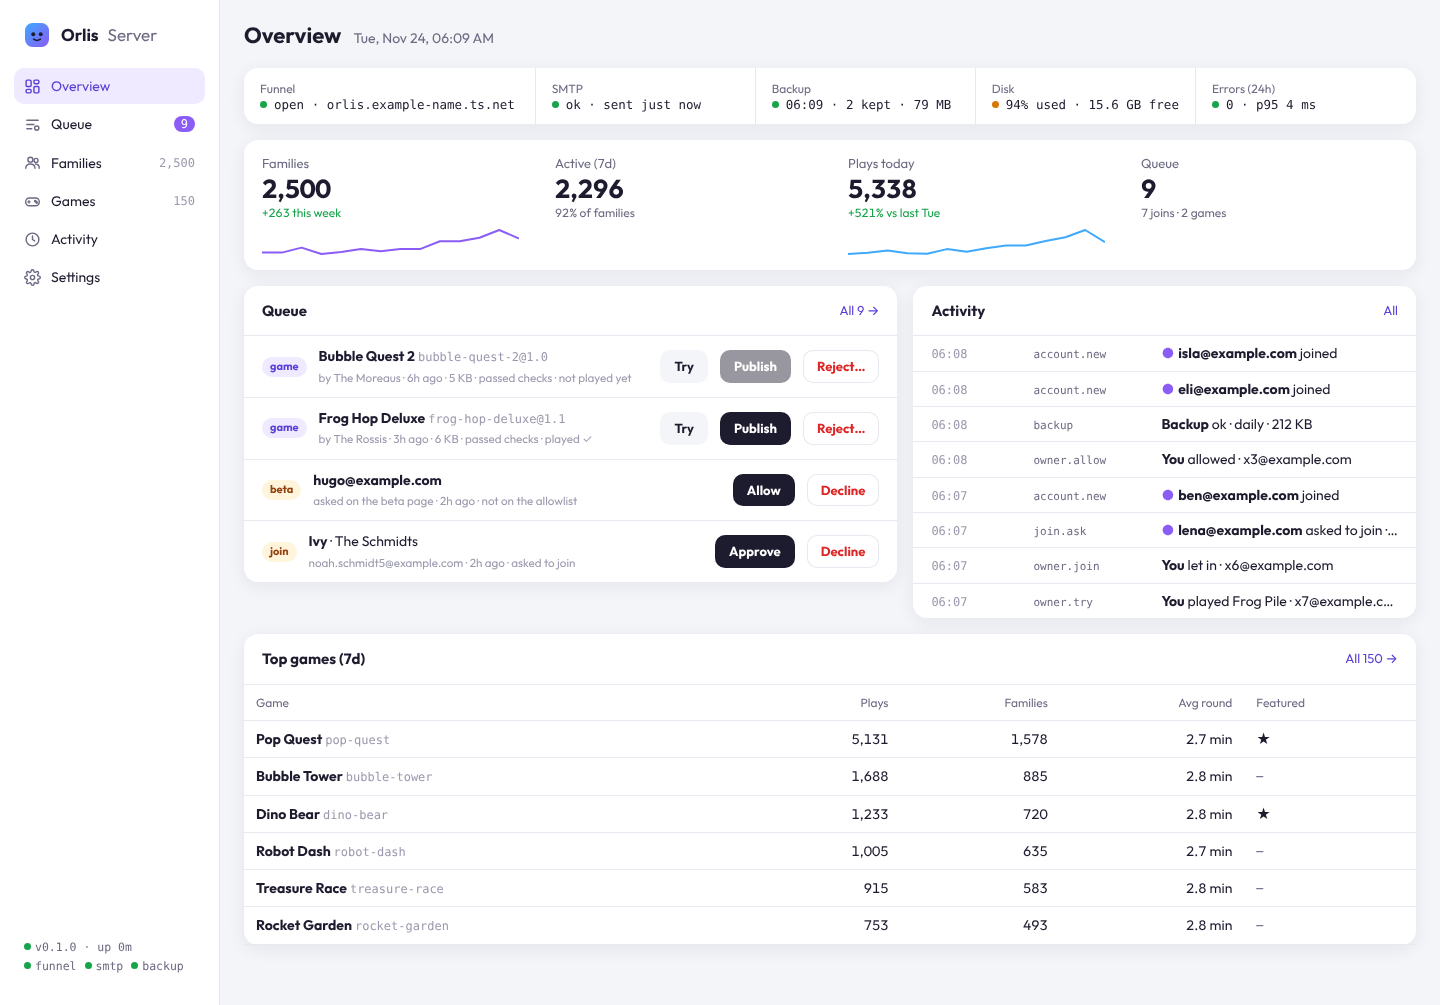 Orlis Server
Overview
Queue 9
Families 2,500
Games 150
Activity
Settings
v0.1.0 · up 0m
funnel smtp backup
Overview Tue, Nov 24, 06:09 AM
Funnel
open · orlis.example-name.ts.net
SMTP
ok · sent just now
Backup
06:09 · 2 kept · 79 MB
Disk
94% used · 15.6 GB free
Errors (24h)
0 · p95 4 ms
Families
2,500
+263 this week
Active (7d)
2,296
92% of families
Plays today
5,338
+521% vs last Tue
Queue
9
7 joins · 2 games
Queue All 9 →
game Bubble Quest 2 bubble-quest-2@1.0
by The Moreaus · 6h ago · 5 KB · passed checks · not played yet
Try Publish Reject…
game Frog Hop Deluxe frog-hop-deluxe@1.1
by The Rossis · 3h ago · 6 KB · passed checks · played ✓
Try Publish Reject…
beta hugo@example.com
asked on the beta page · 2h ago · not on the allowlist
Allow Decline
join Ivy · The Schmidts
noah.schmidt5@example.com · 2h ago · asked to join
Approve Decline
Activity All
06:08 account.new isla@example.com joined
06:08 account.new eli@example.com joined
06:08 backup Backup ok · daily · 212 KB
06:08 owner.allow You allowed · x3@example.com
06:07 account.new ben@example.com joined
06:07 join.ask lena@example.com asked to join ·…
06:07 owner.join You let in · x6@example.com
06:07 owner.try You played Frog Pile · x7@example.c…
Top games (7d) All 150 →
Game Plays Families Avg round Featured
Pop Quest pop-quest 5,131 1,578 2.7 min ★
Bubble Tower bubble-tower 1,688 885 2.8 min –
Dino Bear dino-bear 1,233 720 2.8 min ★
Robot Dash robot-dash 1,005 635 2.7 min –
Treasure Race treasure-race 915 583 2.8 min –
Rocket Garden rocket-garden 753 493 2.8 min –